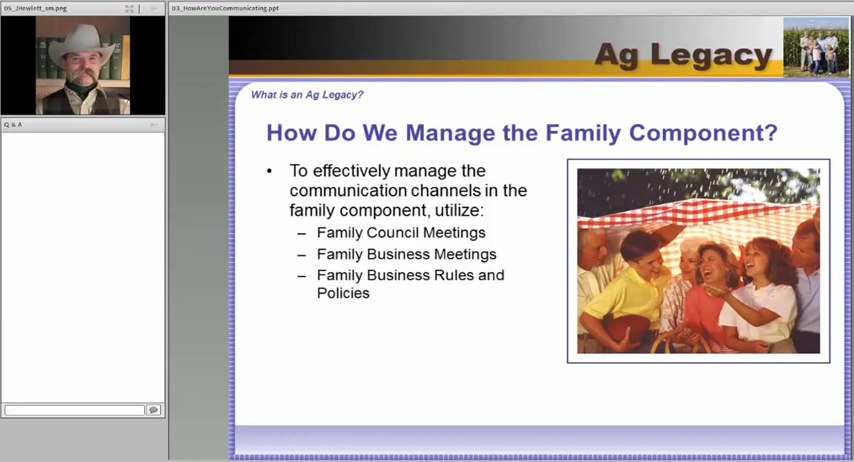 05_JHewlett_sm.png
03_HowAreYouCommunicating.ppt
Ag Legacy
What is an Ag Legacy?
How Do We Manage the Family Component?
• To effectively manage the
communication channels in the
family component, utilize:
– Family Council Meetings
– Family Business Meetings
– Family Business Rules and
Policies
Q & A